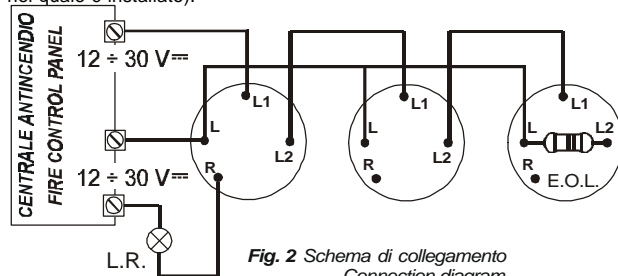 nel quale è installato).
CENTRALE ANTINCENDIO
FIRE CONTROL PANEL
12 ÷ 30 V
12 ÷ 30 V
L1
L
L2
R
L1
L
L2
R
L1
L
L2
R
E.O.L.
L.R.
Fig. 2 Schema di collegamento
Connection diagram